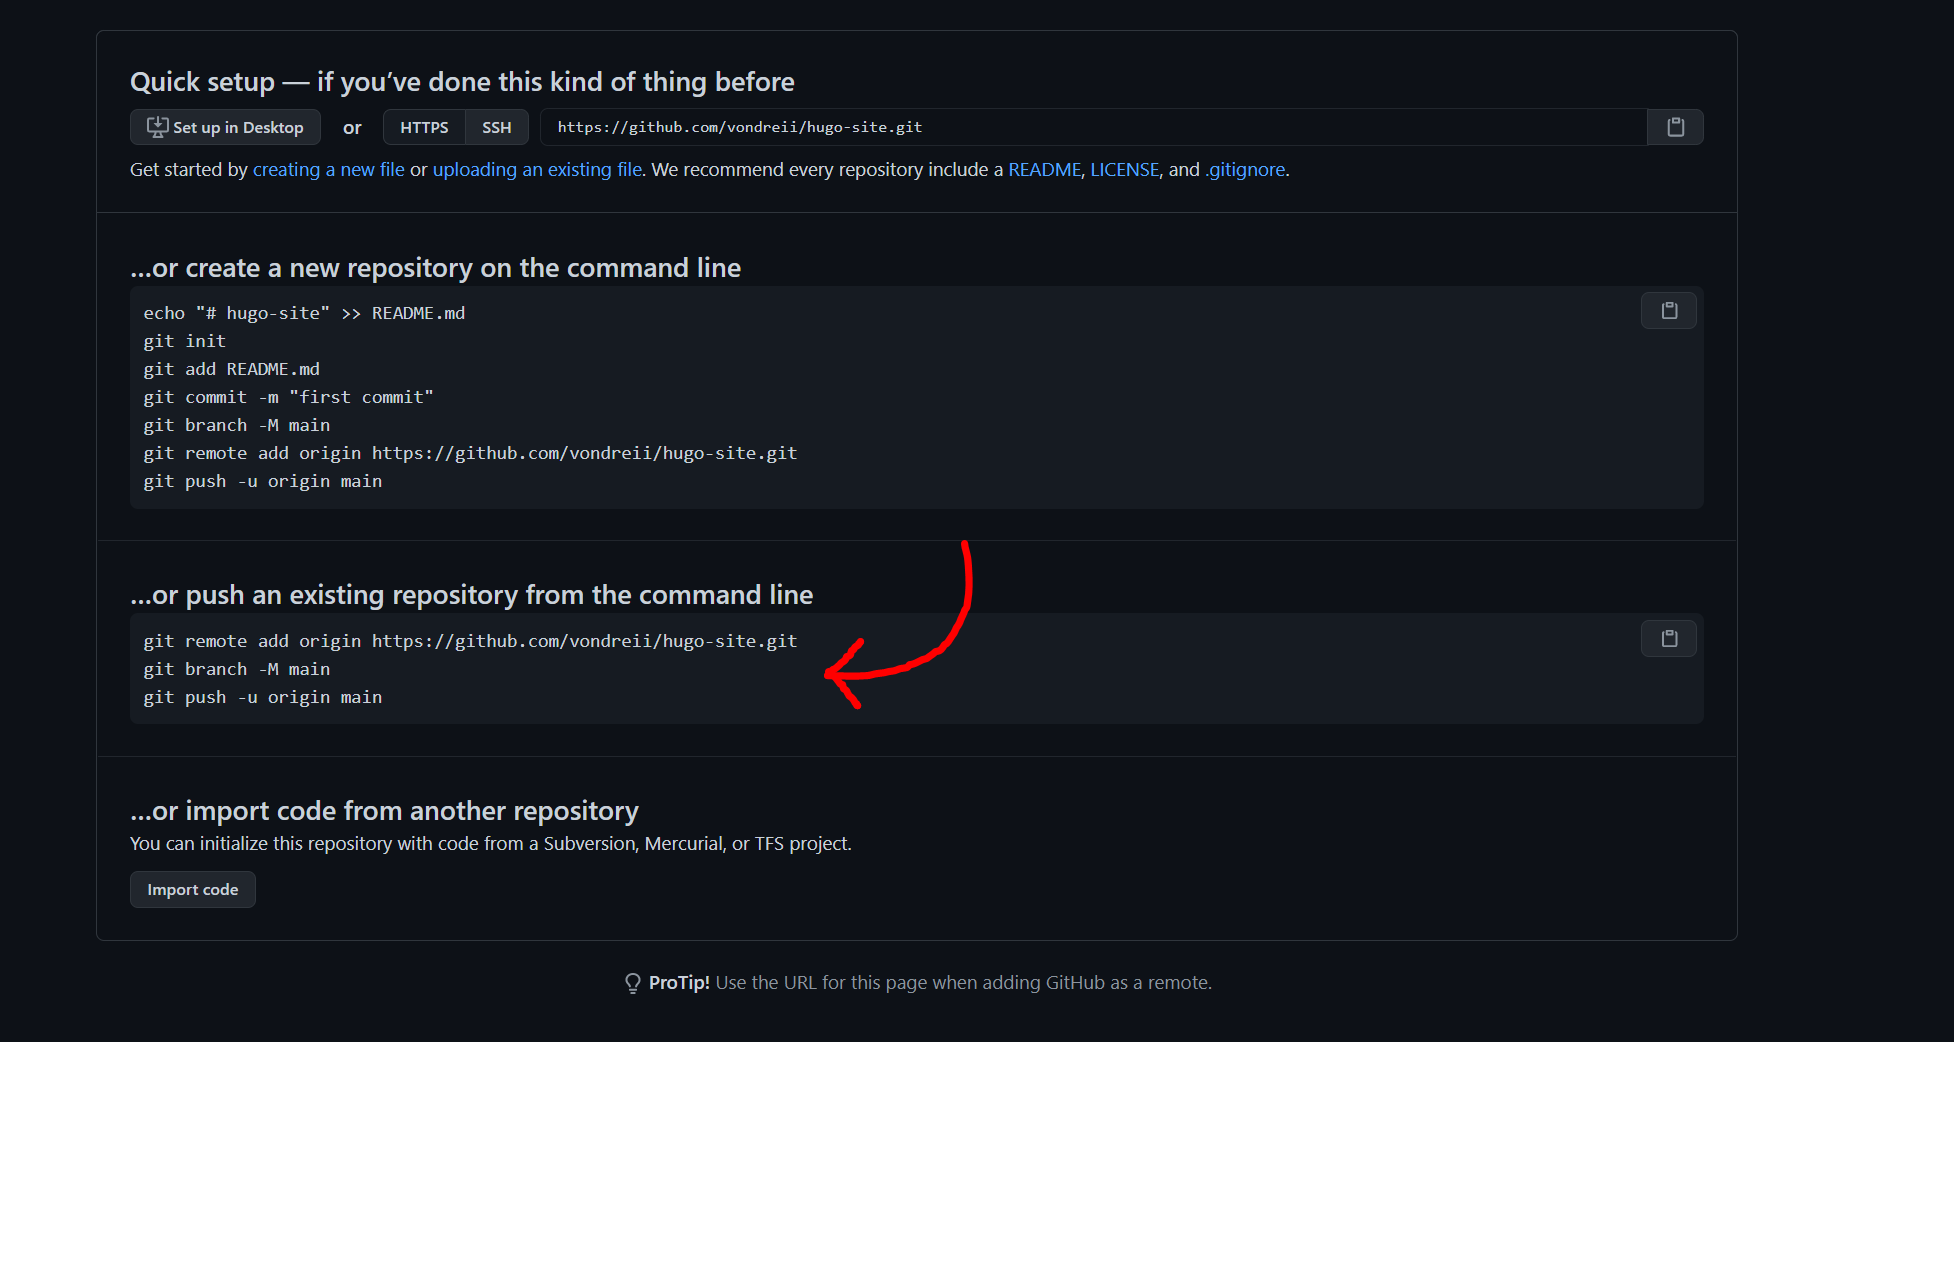 Quick setup — if you’ve done this kind of thing before
Set up in Desktop or HTTPS SSH https://github.com/vondreii/hugo-site.git
Get started by creating a new file or uploading an existing file. We recommend every repository include a README, LICENSE, and .gitignore.
…or create a new repository on the command line
echo "# hugo-site" >> README.md
git init
git add README.md
git commit -m "first commit"
git branch -M main
git remote add origin https://github.com/vondreii/hugo-site.git
git push -u origin main
…or push an existing repository from the command line
git remote add origin https://github.com/vondreii/hugo-site.git
git branch -M main
git push -u origin main
…or import code from another repository
You can initialize this repository with code from a Subversion, Mercurial, or TFS project.
Import code
ProTip! Use the URL for this page when adding GitHub as a remote.